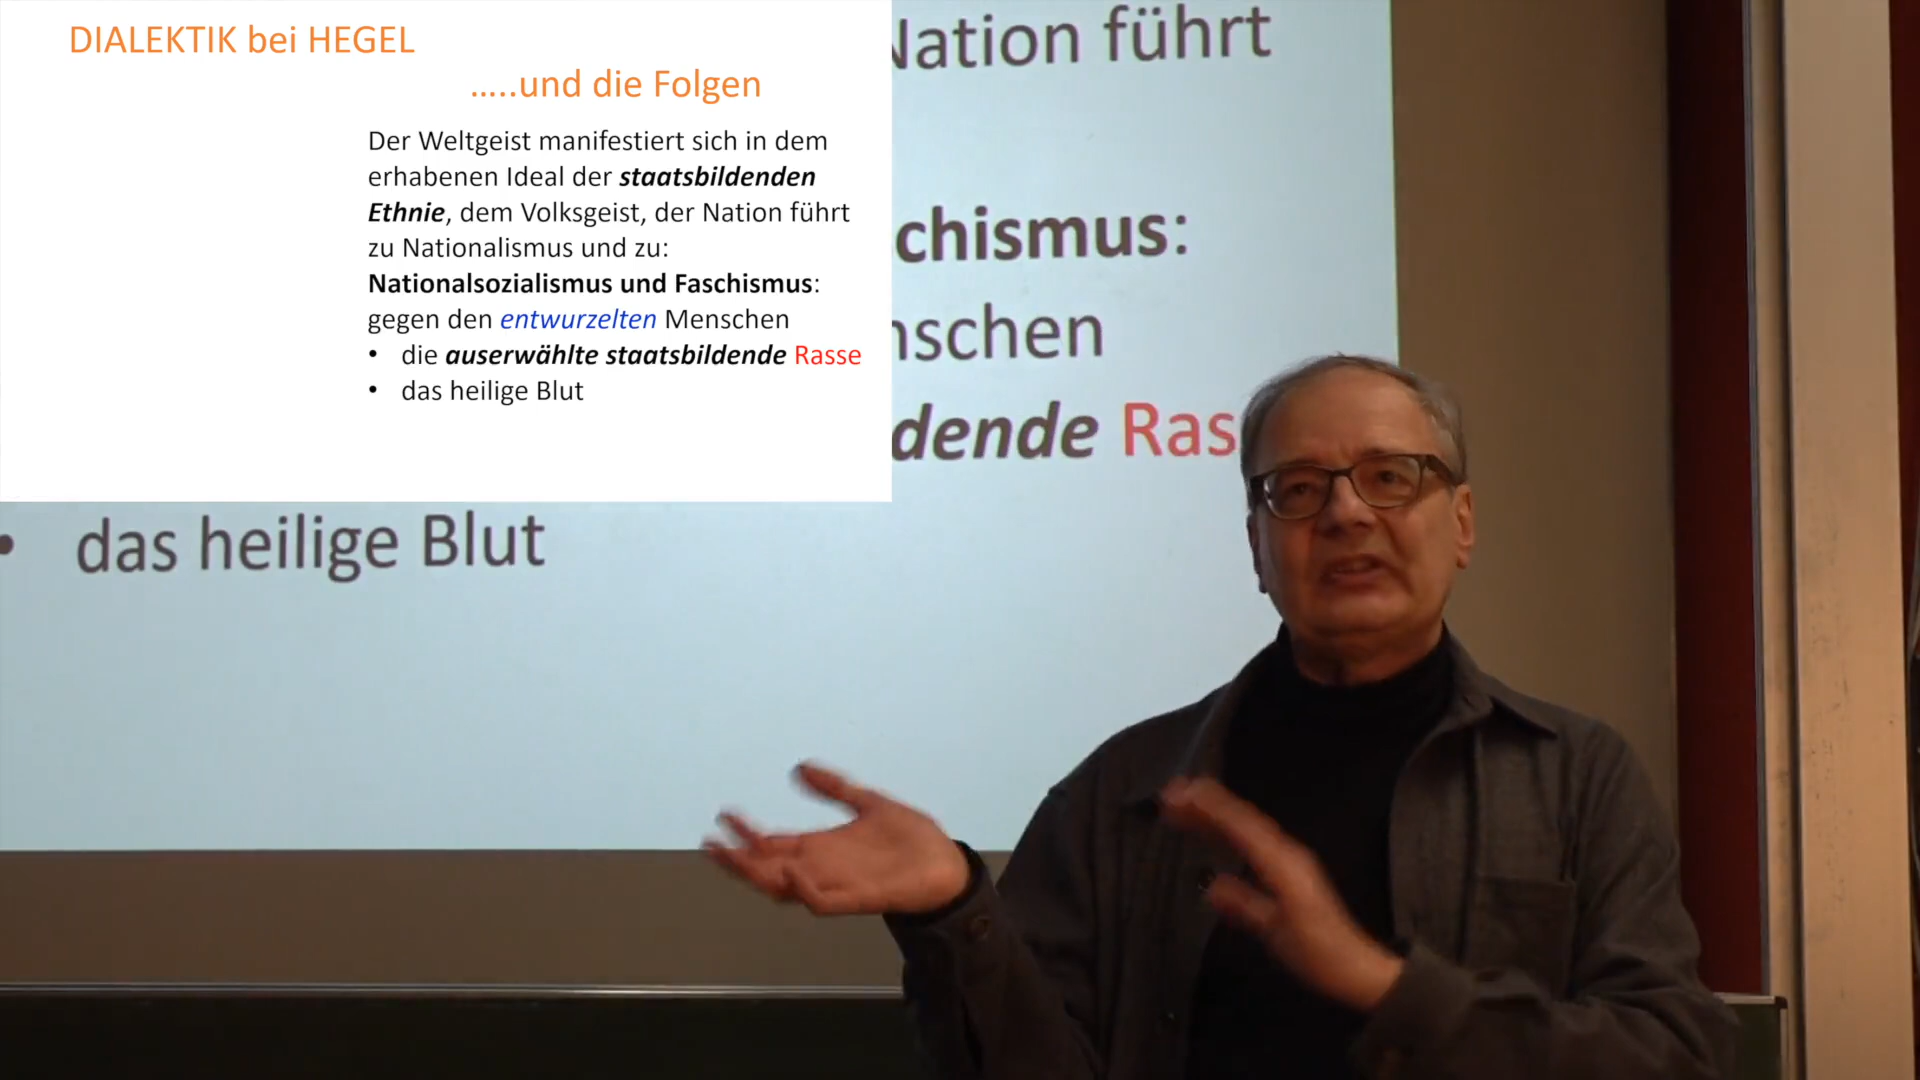 DIALEKTIK bei HEGEL
.....und die Folgen
Der Weltgeist manifestiert sich in dem
erhabenen Ideal der staatsbildenden
Ethnie, dem Volksgeist, der Nation führt
zu Nationalismus und zu:
Nationalsozialismus und Faschismus:
gegen den entwurzelten Menschen
• die auserwählte staatsbildende Rasse
• das heilige Blut
Nation führt
chismus:
nschen
dende Ras
• das heilige Blut